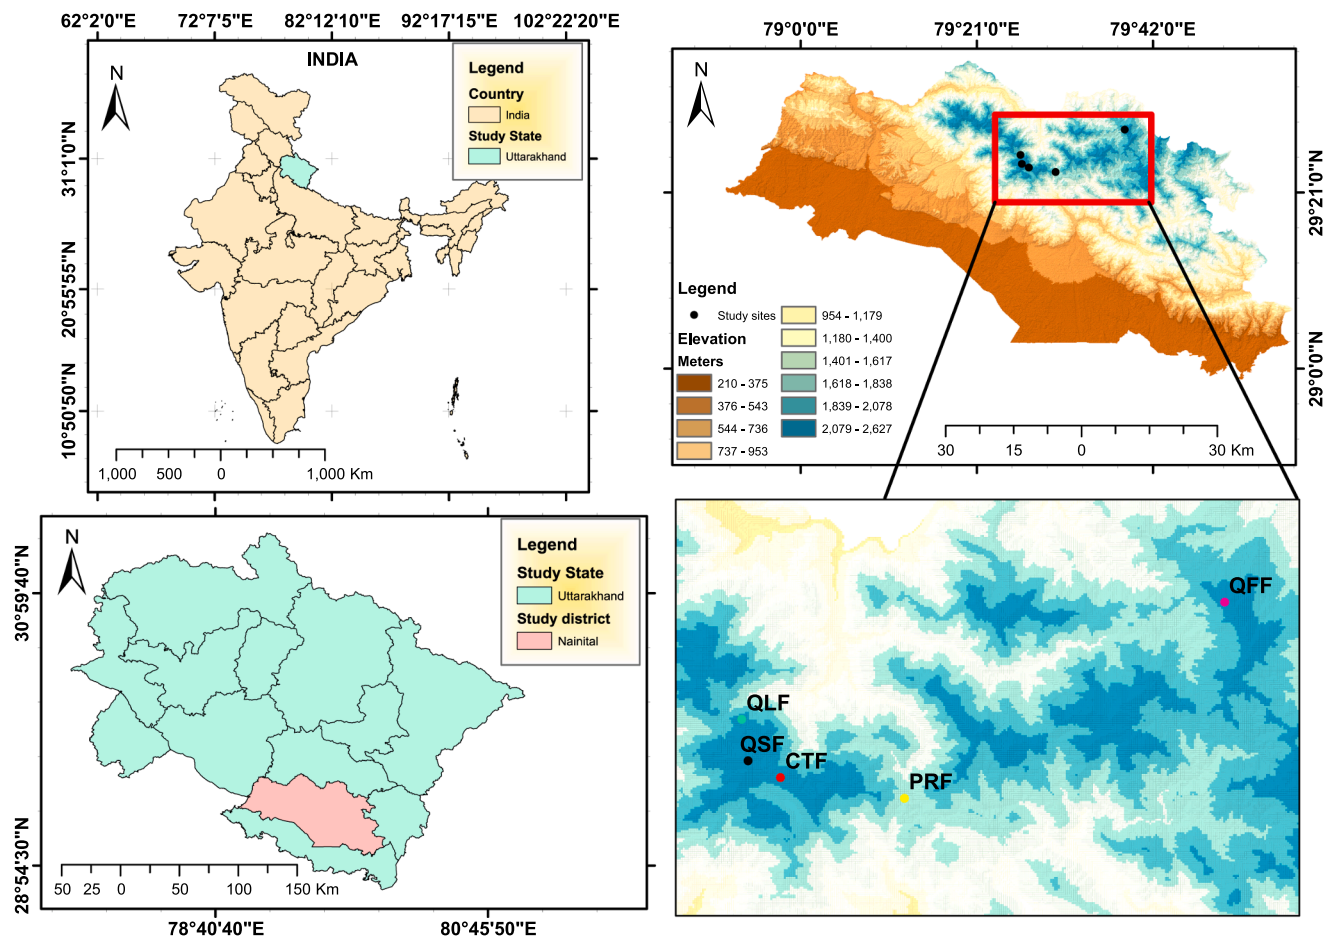 62°2'0"E 72°7'5"E 82°12'10"E 92°17'15"E 102°22'20"E
INDIA
N
Legend
Country
India
Study State
Uttarakhand
31°1'0"N
20°55'55"N
10°50'50"N
1,000 500 0 1,000 Km
79°0'0"E 79°21'0"E 79°42'0"E
N
29°21'0"N
29°0'0"N
Legend
Study sites
Elevation
Meters
210 - 375
376 - 543
544 - 736
737 - 953
954 - 1,179
1,180 - 1,400
1,401 - 1,617
1,618 - 1,838
1,839 - 2,078
2,079 - 2,627
30 15 0 30 Km
N
Legend
Study State
Uttarakhand
Study district
Nainital
30°59'40"N
28°54'30"N
50 25 0 50 100 150 Km
78°40'40"E 80°45'50"E
QFF
QLF
QSF
CTF
PRF